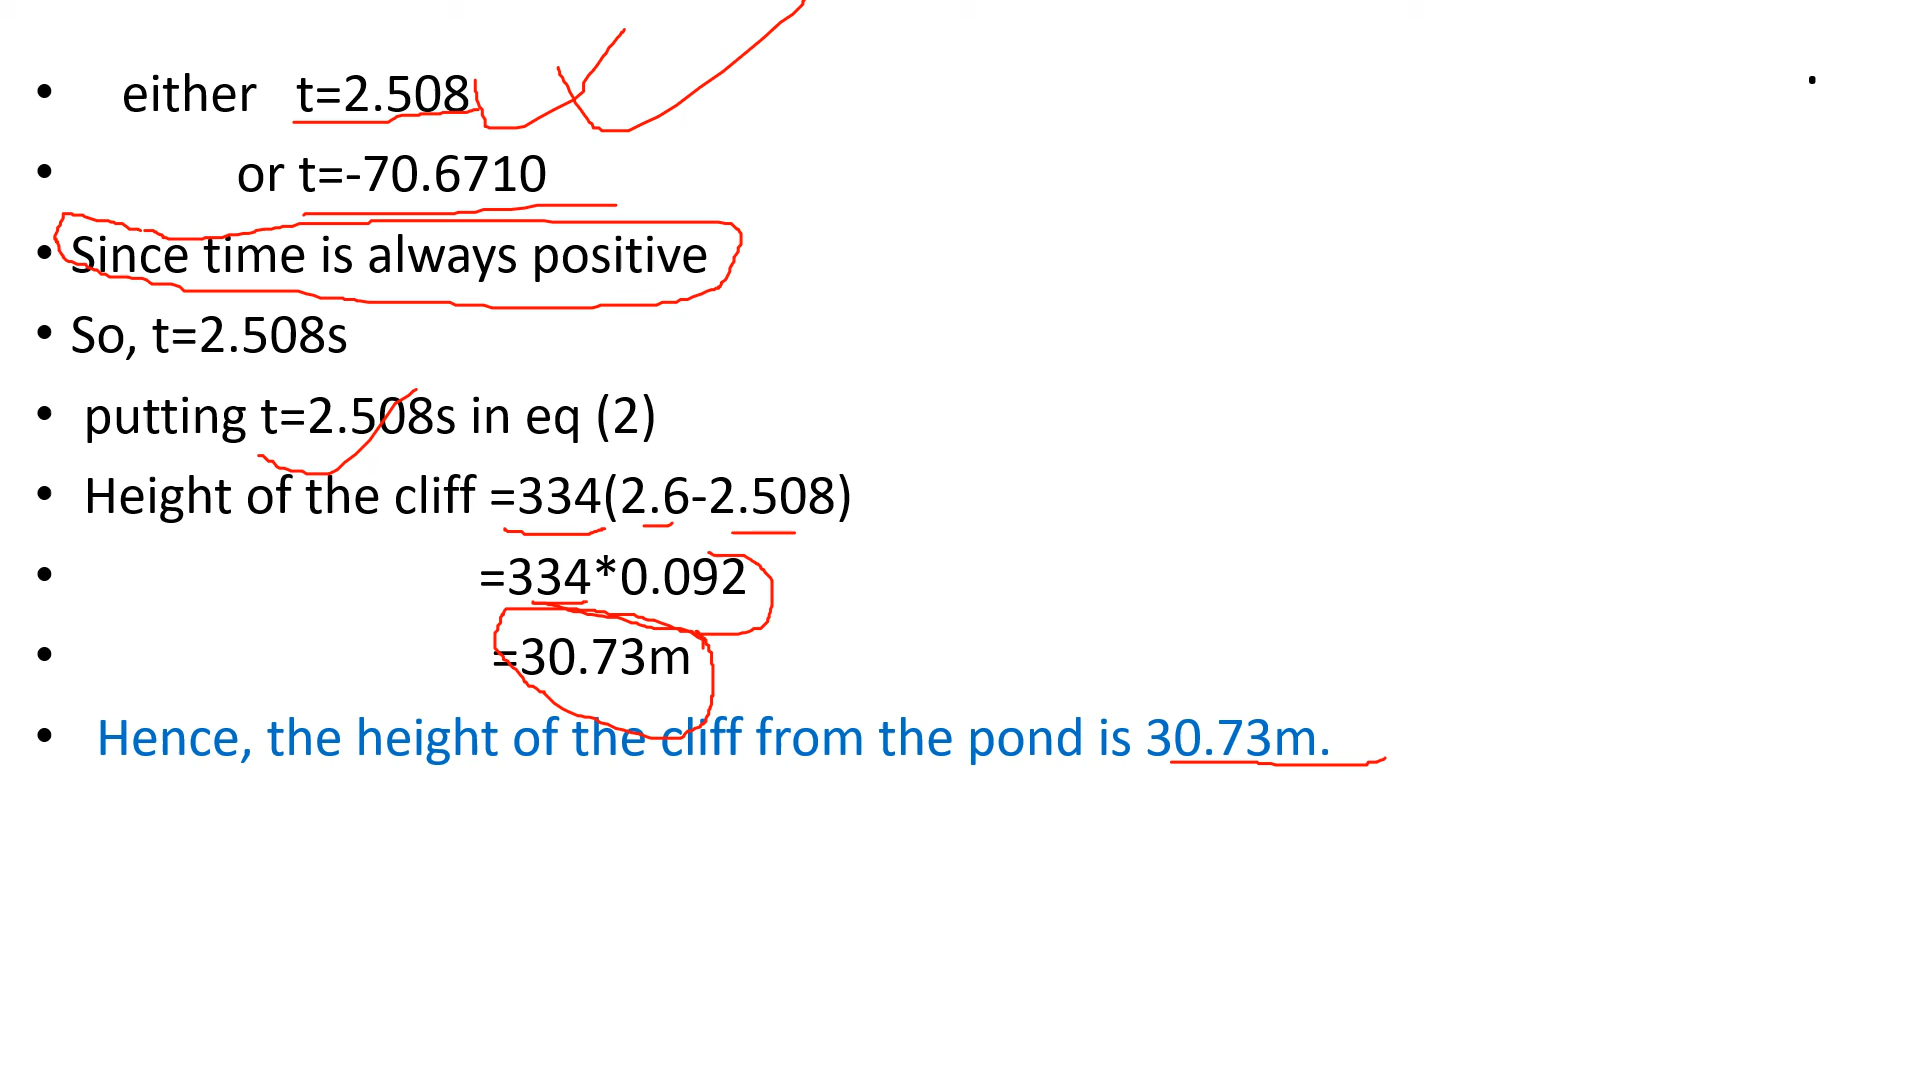 • either t=2.508
• or t=-70.6710
• Since time is always positive
• So, t=2.508s
• putting t=2.508s in eq (2)
• Height of the cliff =334(2.6-2.508)
• =334*0.092
• =30.73m
• Hence, the height of the cliff from the pond is 30.73m.
.